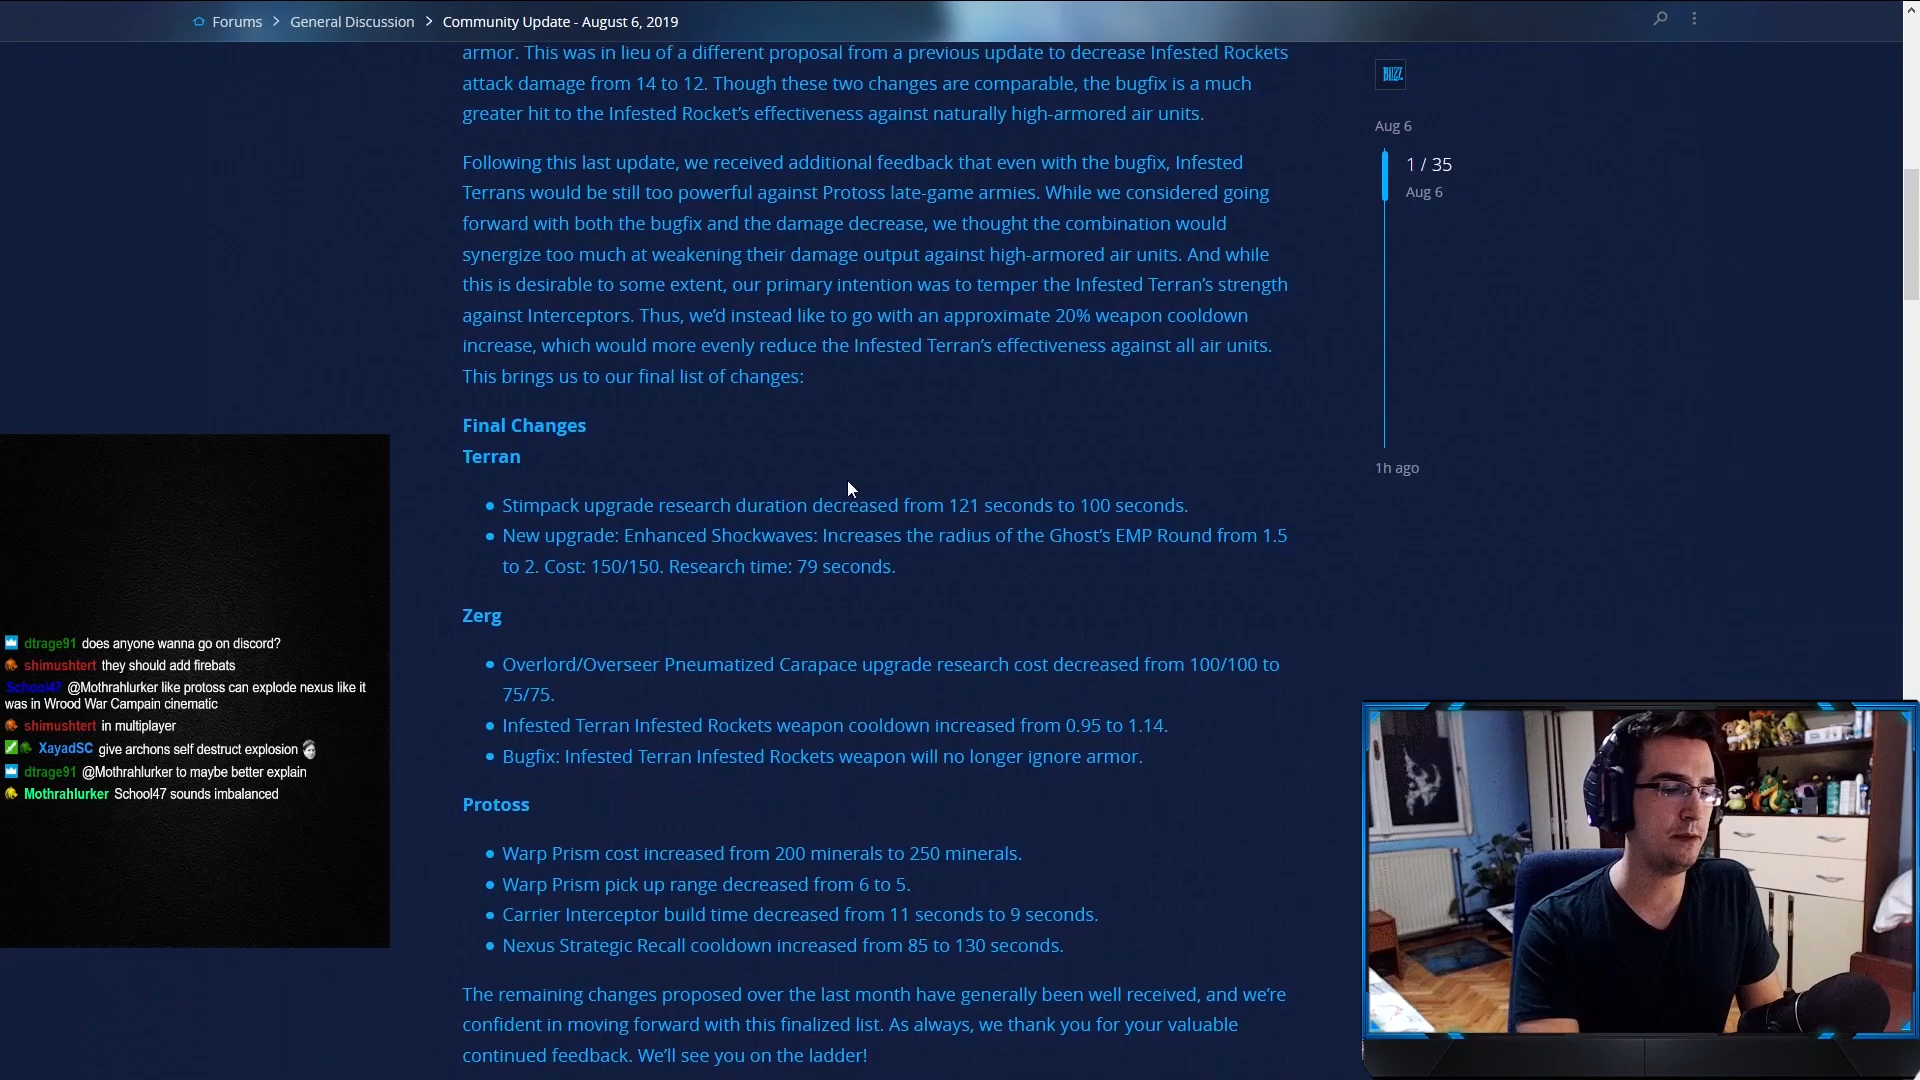 Forums > General Discussion > Community Update - August 6, 2019
armor. This was in lieu of a different proposal from a previous update to decrease Infested Rockets
attack damage from 14 to 12. Though these two changes are comparable, the bugfix is a much
greater hit to the Infested Rocket's effectiveness against naturally high-armored air units.
Following this last update, we received additional feedback that even with the bugfix, Infested
Terrans would be still too powerful against Protoss late-game armies. While we considered going
forward with both the bugfix and the damage decrease, we thought the combination would
synergize too much at weakening their damage output against high-armored air units. And while
this is desirable to some extent, our primary intention was to temper the Infested Terran's strength
against Interceptors. Thus, we'd instead like to go with an approximate 20% weapon cooldown
increase, which would more evenly reduce the Infested Terran's effectiveness against all air units.
This brings us to our final list of changes:
Final Changes
Terran
• Stimpack upgrade research duration decreased from 121 seconds to 100 seconds.
• New upgrade: Enhanced Shockwaves: Increases the radius of the Ghost's EMP Round from 1.5
to 2. Cost: 150/150. Research time: 79 seconds.
Zerg
• Overlord/Overseer Pneumatized Carapace upgrade research cost decreased from 100/100 to
75/75.
• Infested Terran Infested Rockets weapon cooldown increased from 0.95 to 1.14.
• Bugfix: Infested Terran Infested Rockets weapon will no longer ignore armor.
Protoss
• Warp Prism cost increased from 200 minerals to 250 minerals.
• Warp Prism pick up range decreased from 6 to 5.
• Carrier Interceptor build time decreased from 11 seconds to 9 seconds.
• Nexus Strategic Recall cooldown increased from 85 to 130 seconds.
The remaining changes proposed over the last month have generally been well received, and we're
confident in moving forward with this finalized list. As always, we thank you for your valuable
continued feedback. We'll see you on the ladder!
BLIZZ
Aug 6
1 / 35
Aug 6
1h ago
dtrage91 does anyone wanna go on discord?
shimushtert they should add firebats
School47 @Mothrahlurker like protoss can explode nexus like it
was in Wrood War Campain cinematic
shimushtert in multiplayer
XayadSC give archons self destruct explosion
dtrage91 @Mothrahlurker to maybe better explain
Mothrahlurker School47 sounds imbalanced